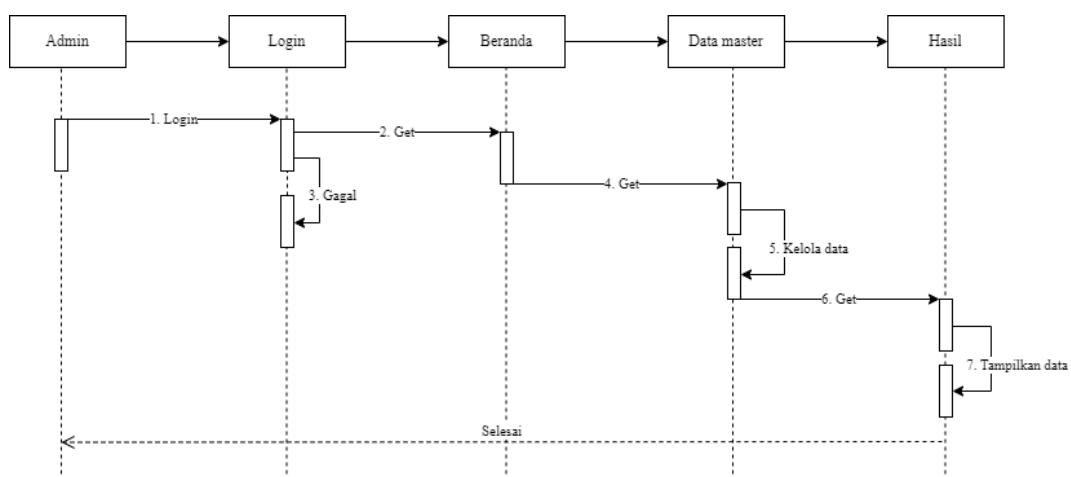 Admin
Login
Beranda
Data master
Hasil
1. Login
2. Get
3. Gagal
4. Get
5. Kelola data
6. Get
7. Tampilkan data
Selesai